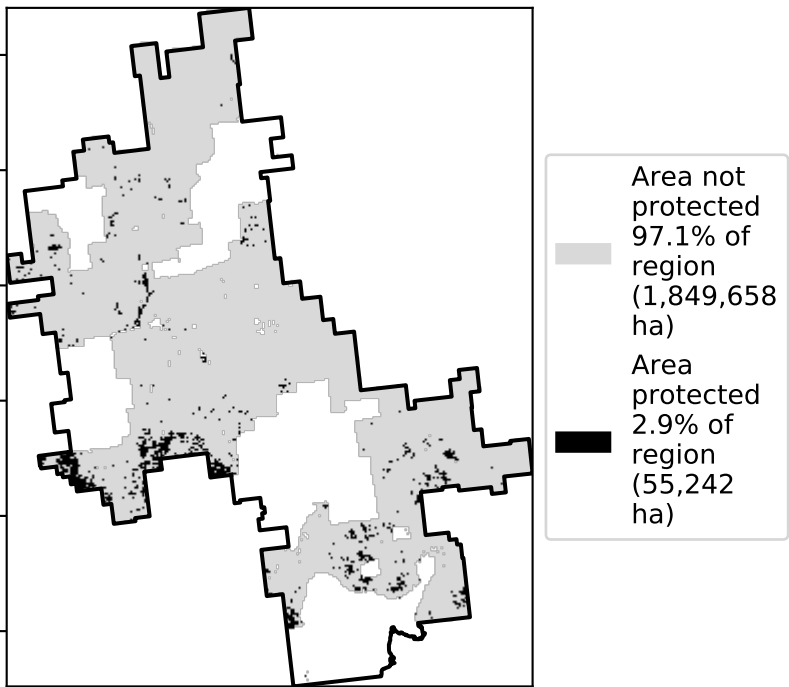 Area not
protected
97.1% of
region
(1,849,658
ha)
Area
protected
2.9% of
region
(55,242
ha)